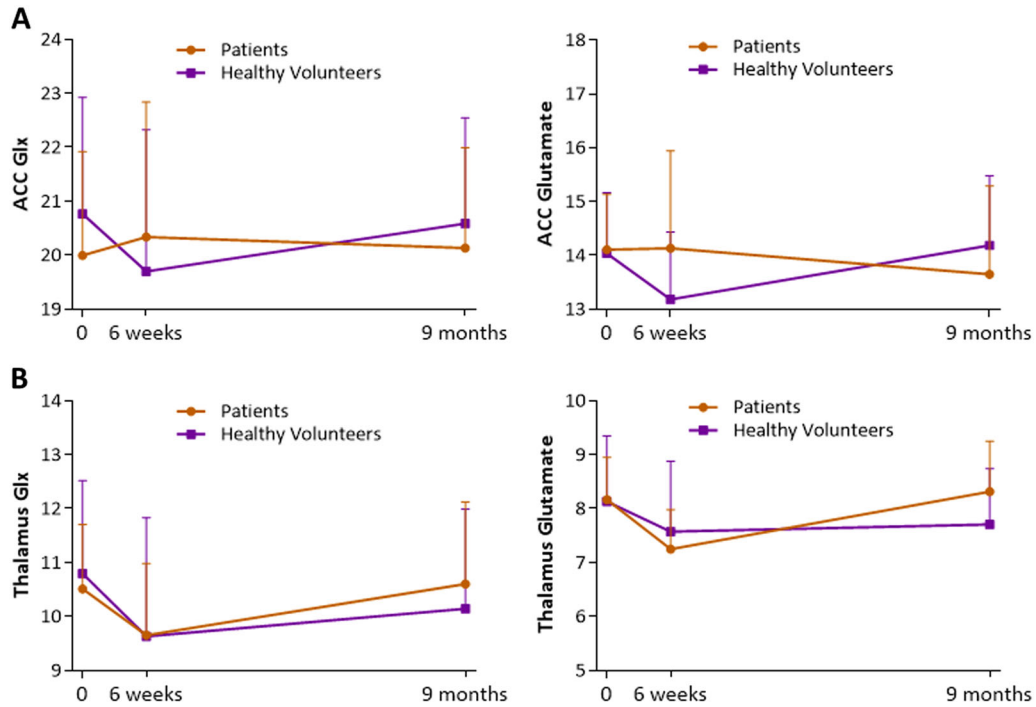 A
ACC Glx
24
23
22
21
20
19
Patients
Healthy Volunteers
0 6 weeks 9 months
ACC Glutamate
18
17
16
15
14
13
Patients
Healthy Volunteers
0 6 weeks 9 months
B
Thalamus Glx
14
13
12
11
10
9
Patients
Healthy Volunteers
0 6 weeks 9 months
Thalamus Glutamate
10
9
8
7
6
5
Patients
Healthy Volunteers
0 6 weeks 9 months